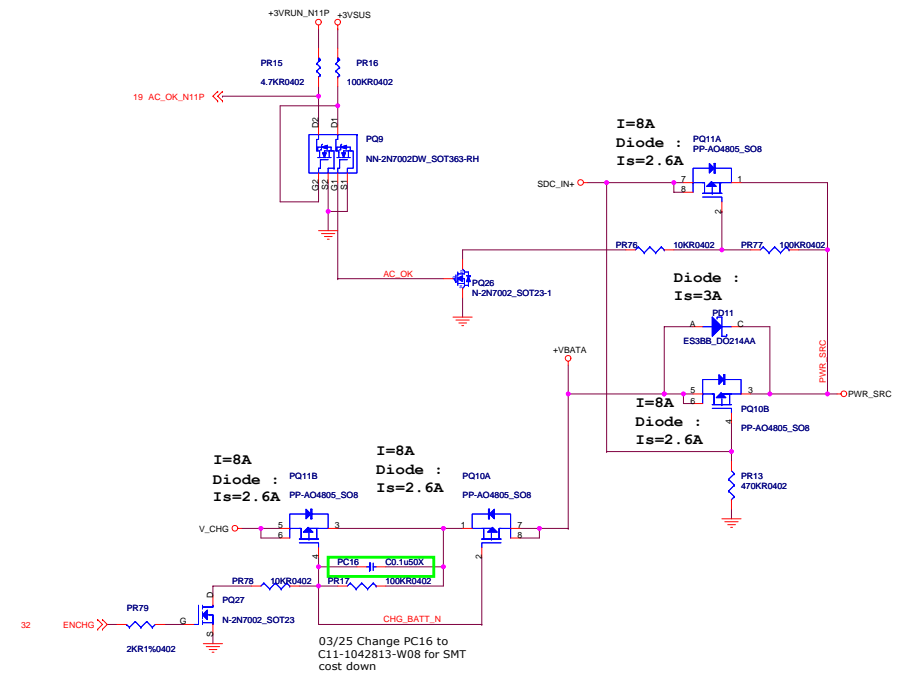 +3VRUN_N11P
+3VSUS
PR15
PR16
4.7KR0402
100KR0402
19 AC_OK_N11P
D2
D1
PQ9
NN-2N7002DW_SOT363-RH
G2
S2
G1
S1
I=8A
Diode :
Is=2.6A
PQ11A
PP-AO4805_SO8
SDC_IN+
7
8
1
2
PR76
10KR0402
PR77
100KR0402
AC_OK
PQ26
N-2N7002_SOT23-1
Diode :
Is=3A
PD11
A
C
ES3BB_DO214AA
PWR_SRC
+VBATA
5
6
3
4
PWR_SRC
I=8A
Diode :
Is=2.6A
PQ10B
PP-AO4805_SO8
PR13
470KR0402
I=8A
Diode :
Is=2.6A
PQ11B
PP-AO4805_SO8
I=8A
Diode :
Is=2.6A
PQ10A
PP-AO4805_SO8
V_CHG
5
6
3
4
1
7
8
2
PC16
C0.1u50X
PR78
10KR0402
PR17
100KR0402
D
PQ27
N-2N7002_SOT23
G
S
CHG_BATT_N
32
ENCHG
PR79
2KR1%0402
03/25 Change PC16 to
C11-1042813-W08 for SMT
cost down